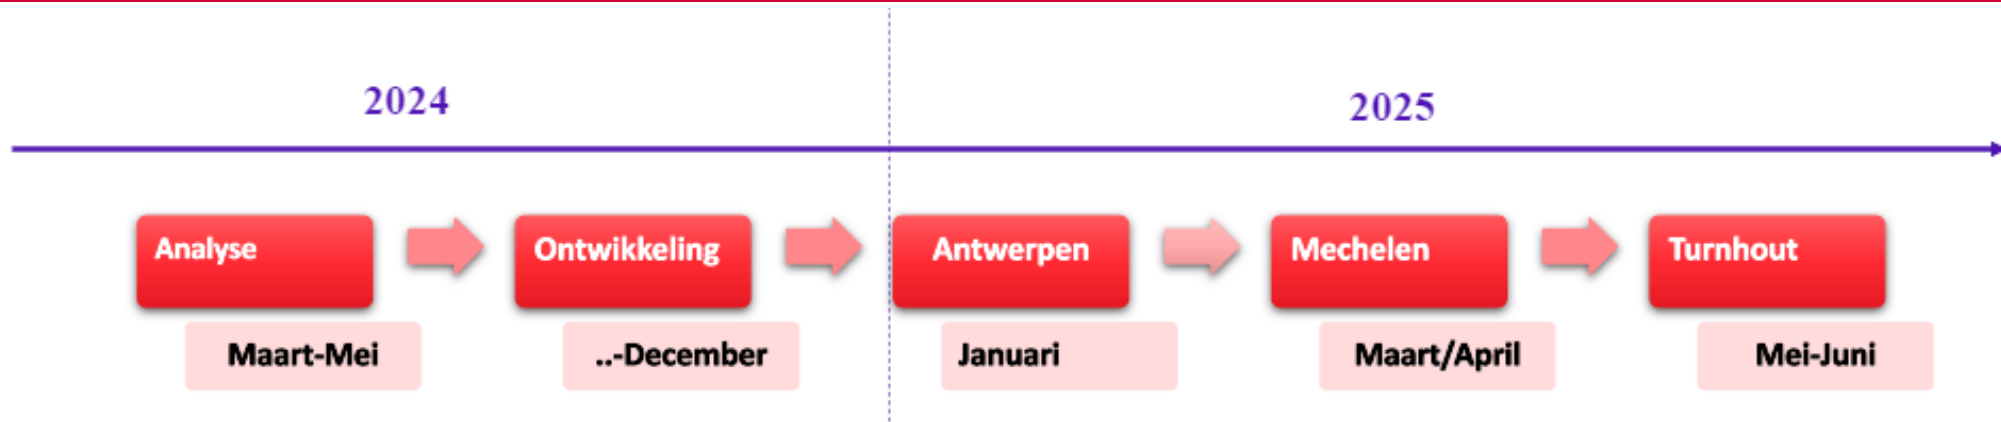 2024
2025
Analyse
Ontwikkeling
Antwerpen
Mechelen
Turnhout
Maart-Mei
..-December
Januari
Maart/April
Mei-Juni